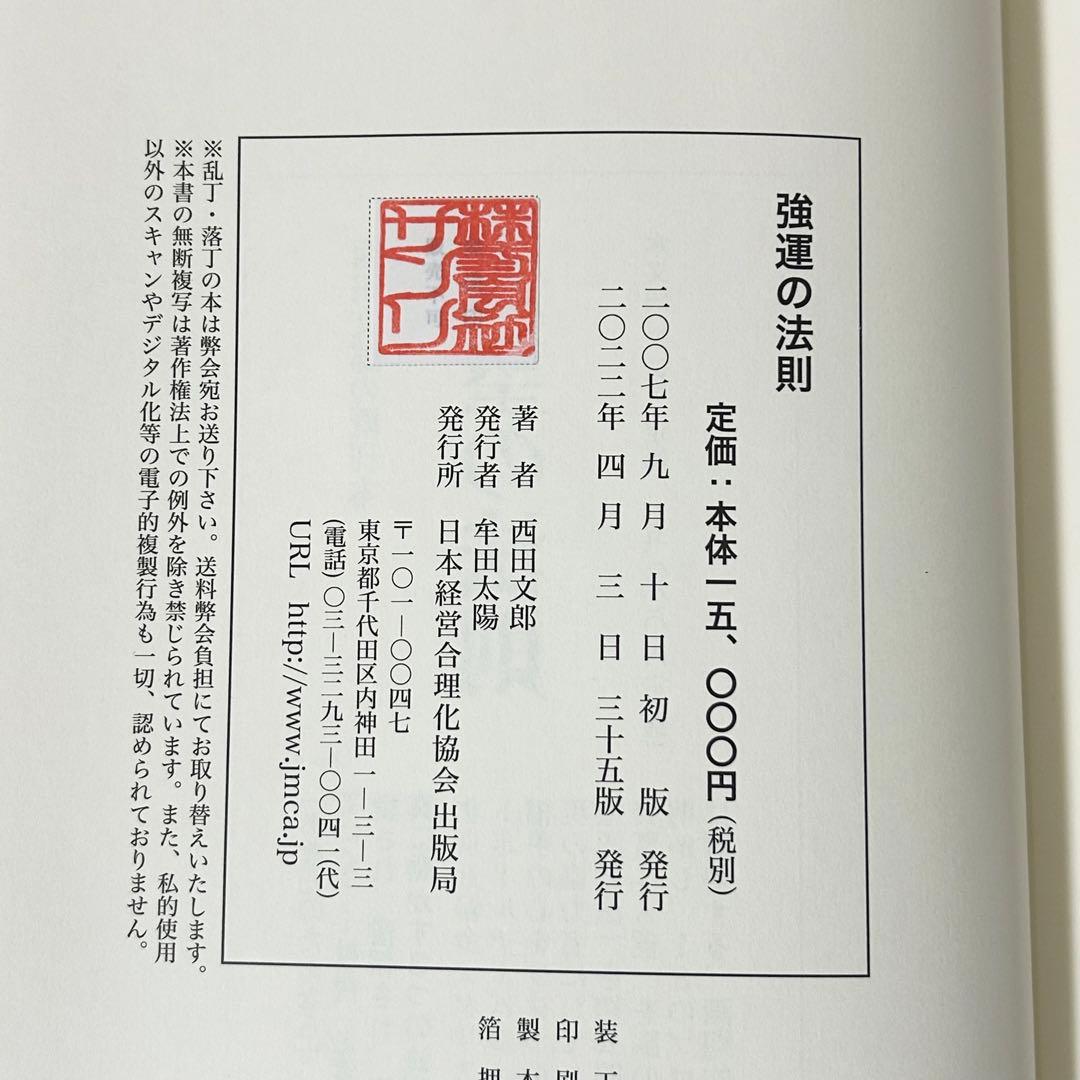 強運の法則
定価：本体一五、〇〇〇円（税別）
二〇〇七年 九月 十日 初 版 発行
二〇二二年 四月 三日 三十五版 発行
著 者 西田文郎
発行者 牟田太陽
発行所 日本経営合理化協会出版局
〒一〇一―〇〇四七
東京都千代田区内神田一―三―三
(電話)〇三―三二九三―〇〇四一(代)
URL http://www.jmca.jp
株式会社
サンリ
※乱丁・落丁の本は弊会宛お送り下さい。送料弊会負担にてお取り替えいたします。
※本書の無断複写は著作権法上での例外を除き禁じられています。また、私的使用
以外のスキャンやデジタル化等の電子的複製行為も一切、認められておりません。
装
印刷
製本
箔押